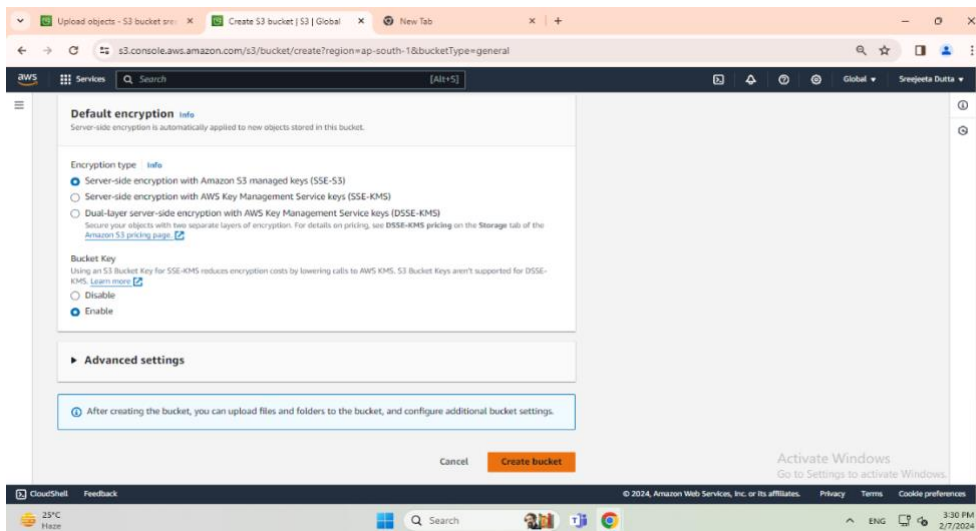 Upload objects - S3 bucket sree
Create S3 bucket | S3 | Global
New Tab
s3.console.aws.amazon.com/s3/bucket/create?region=ap-south-1&bucketType=general
aws
Services
Search
[Alt+S]
Global
Sreejeeta Dutta
Default encryption Info
Server-side encryption is automatically applied to new objects stored in this bucket.
Encryption type Info
Server-side encryption with Amazon S3 managed keys (SSE-S3)
Server-side encryption with AWS Key Management Service keys (SSE-KMS)
Dual-layer server-side encryption with AWS Key Management Service keys (DSSE-KMS)
Secure your objects with two separate layers of encryption. For details on pricing, see DSSE-KMS pricing on the Storage tab of the
Amazon S3 pricing page.
Bucket Key
Using an S3 Bucket Key for SSE-KMS reduces encryption costs by lowering calls to AWS KMS. S3 Bucket Keys aren't supported for DSSE-
KMS. Learn more
Disable
Enable
Advanced settings
After creating the bucket, you can upload files and folders to the bucket, and configure additional bucket settings.
Cancel
Create bucket
Activate Windows
Go to Settings to activate Windows.
CloudShell
Feedback
© 2024, Amazon Web Services, Inc. or its affiliates.
Privacy
Terms
Cookie preferences
25°C
Haze
Search
ENG
3:30 PM
2/7/2024